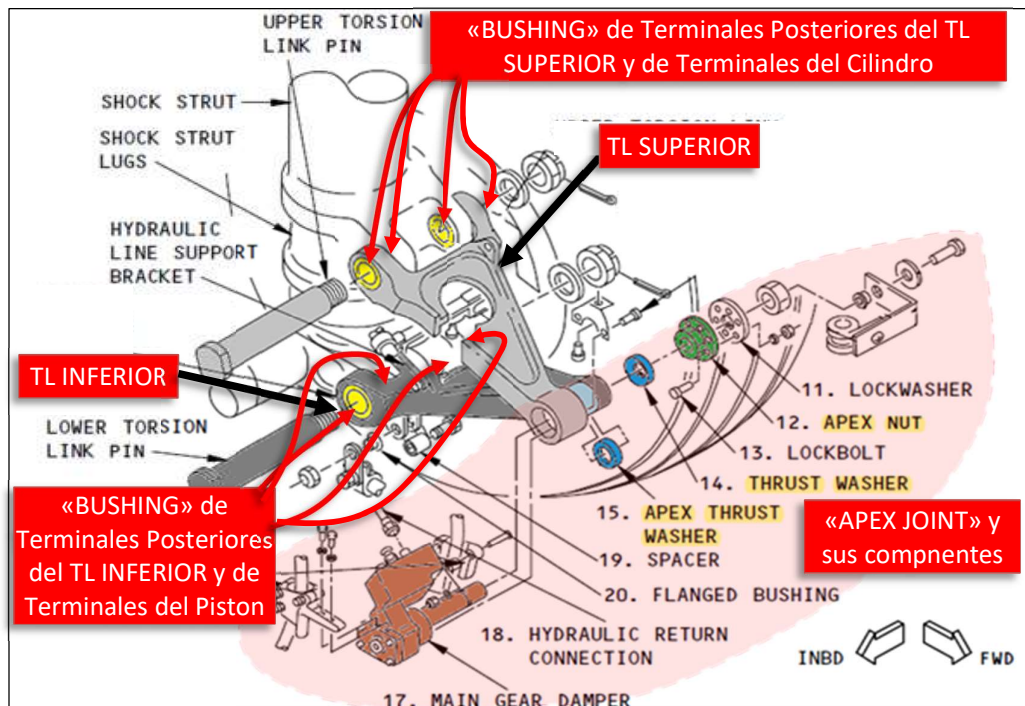 UPPER TORSION
LINK PIN
«BUSHING» de Terminales Posteriores del TL
SUPERIOR y de Terminales del Cilindro
SHOCK STRUT
SHOCK STRUT
LUGS
TL SUPERIOR
HYDRAULIC
LINE SUPPORT
BRACKET
TL INFERIOR
LOWER TORSION
LINK PIN
11. LOCKWASHER
12. APEX NUT
13. LOCKBOLT
14. THRUST WASHER
15. APEX THRUST
WASHER
«APEX JOINT» y
sus compnentes
«BUSHING» de
Terminales Posteriores
del TL INFERIOR y de
Terminales del Piston
19. SPACER
20. FLANGED BUSHING
18. HYDRAULIC RETURN
CONNECTION
INBD
FWD
17. MAIN GEAR DAMPER